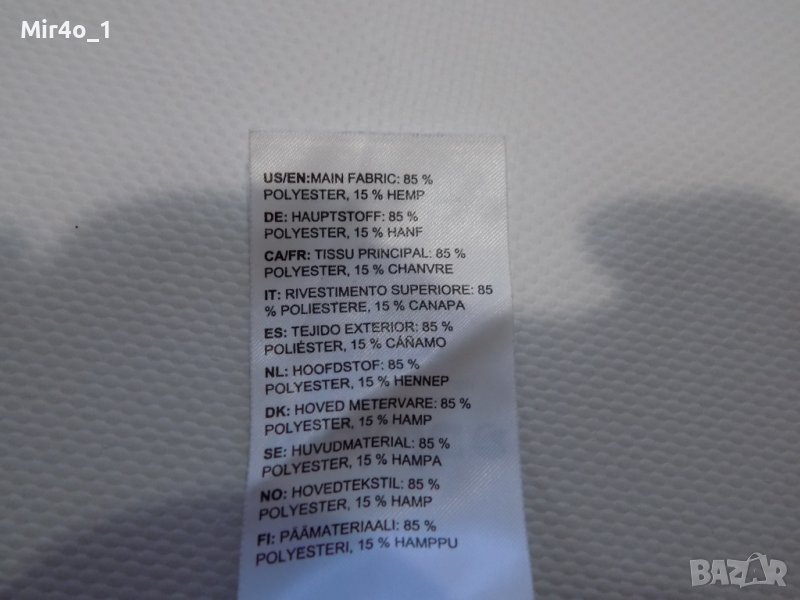 Mir4o_1
US/EN:MAIN FABRIC: 85 %
POLYESTER, 15 % HEMP
DE: HAUPTSTOFF: 85 %
POLYESTER, 15 % HANF
CA/FR: TISSU PRINCIPAL: 85 %
POLYESTER, 15 % CHANVRE
IT: RIVESTIMENTO SUPERIORE: 85
% POLIESTERE, 15 % CANAPA
ES: TEJIDO EXTERIOR: 85 %
POLIÉSTER, 15 % CÁÑAMO
NL: HOOFDSTOF: 85 %
POLYESTER, 15 % HENNEP
DK: HOVED METERVARE: 85 %
POLYESTER, 15 % HAMP
SE: HUVUDMATERIAL: 85 %
POLYESTER, 15 % HAMPA
NO: HOVEDTEKSTIL: 85 %
POLYESTER, 15 % HAMP
FI: PÄÄMATERIAALI: 85 %
POLYESTERI, 15 % HAMPPU
BAZAR